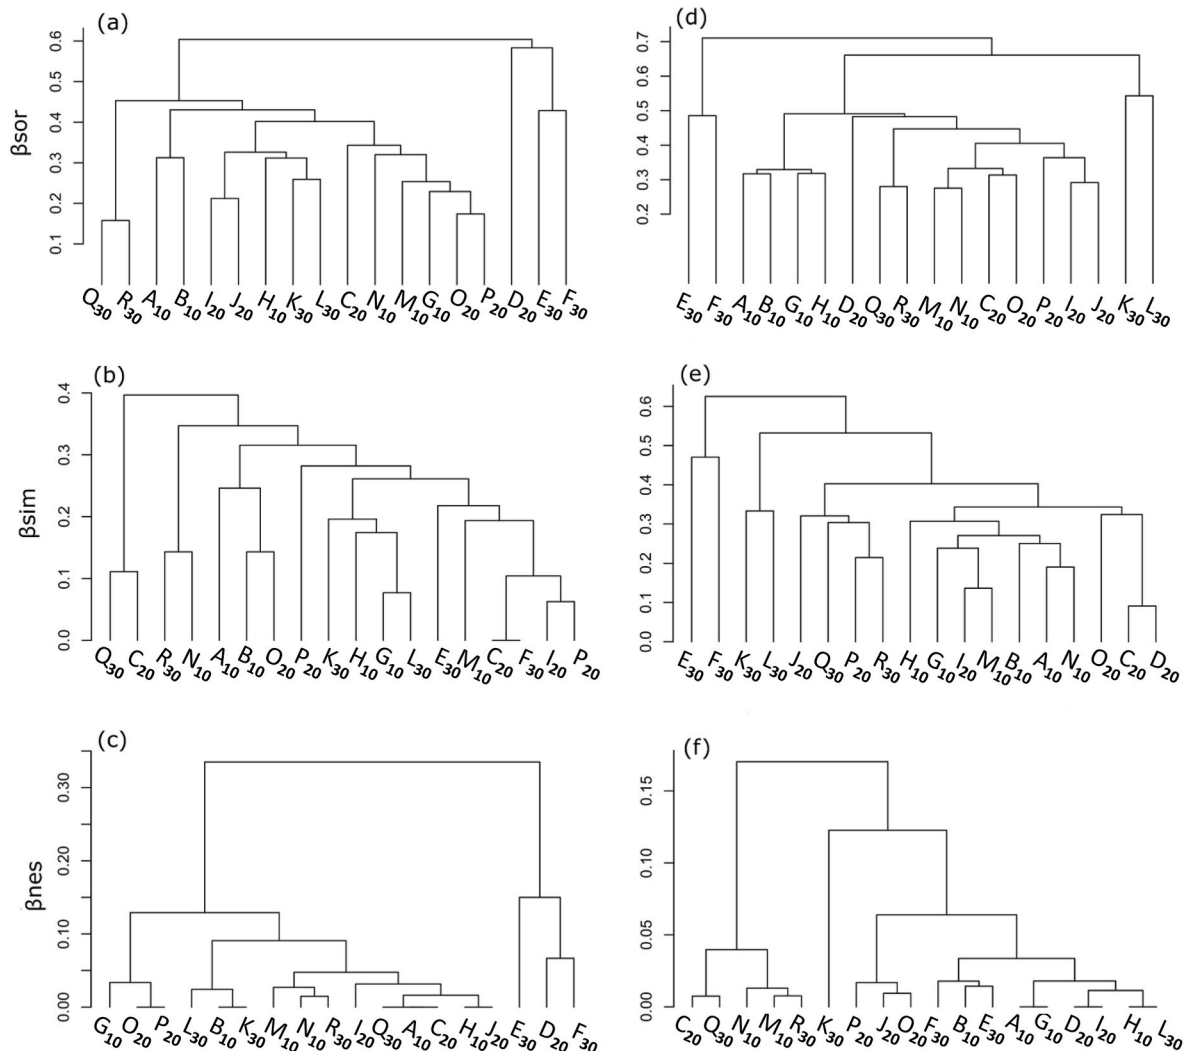 (a)
βsor
0.6
0.5
0.4
0.3
0.2
0.1
Q30 R30 A10 B10 I20 J20 H10 K30 L30 C20 N10 M10 G10 O20 P20 D20 E30 F30
(d)
0.7
0.6
0.5
0.4
0.3
0.2
E30 F30 A10 B10 G10 H10 D20 Q30 R30 M10 N10 C20 O20 P20 I20 J20 K30 L30
(b)
βsim
0.4
0.3
0.2
0.1
0.0
Q30 C20 R30 N10 A10 B10 O20 P20 K30 H10 G10 L30 E30 M10 C20 F30 I20 P20
(e)
0.6
0.5
0.4
0.3
0.2
0.1
0.0
E30 F30 K30 L30 J20 Q30 P20 R30 H10 G10 I20 M10 B10 A10 N10 O20 C20 D20
(c)
βnes
0.30
0.20
0.10
0.00
G10 O20 P20 L30 B10 K30 M10 N10 R30 I20 Q30 A10 C20 H10 J20 E30 D20 F30
(f)
0.15
0.10
0.05
0.00
C20 Q30 N10 M10 R30 K30 P20 J20 O20 F30 B10 E30 A10 G10 D20 I20 H10 L30